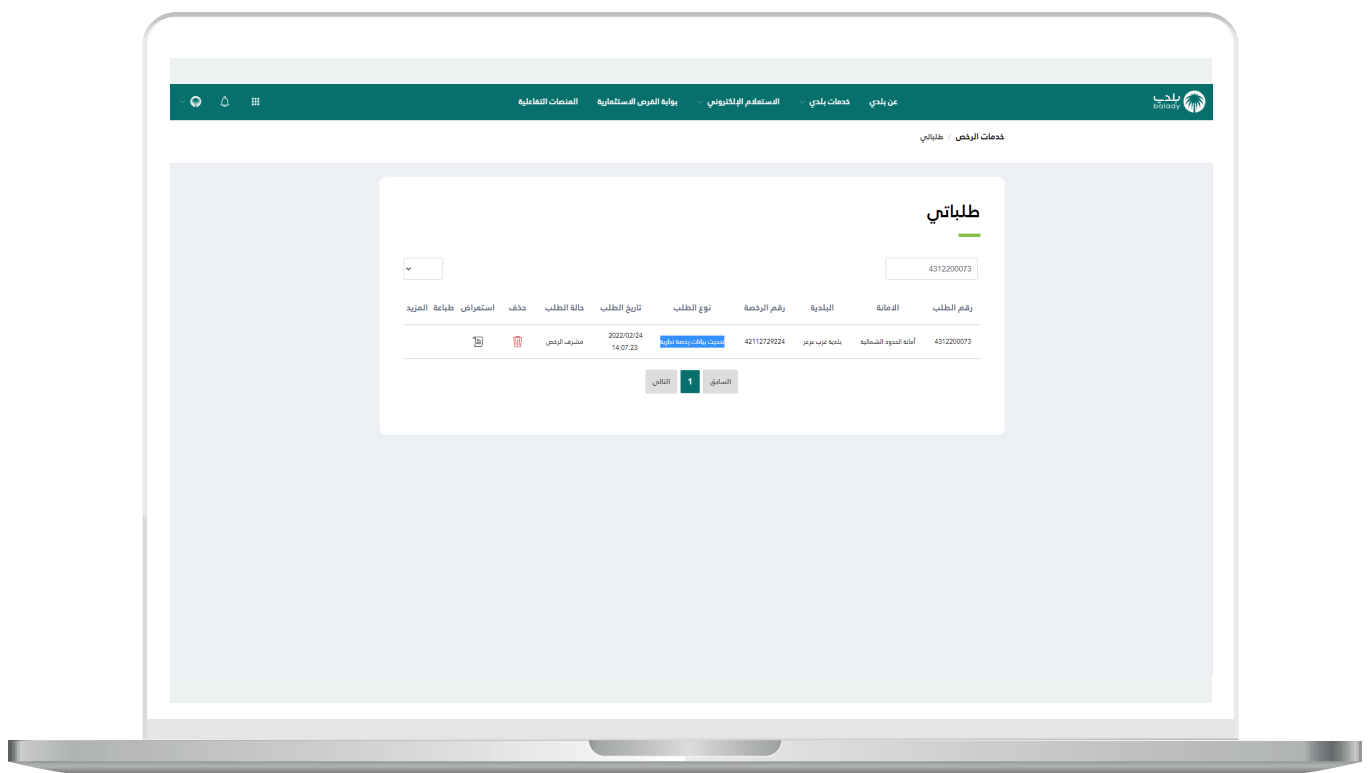 بلدي
balady
عن بلدي خدمات بلدي الاستعلام الإلكتروني بوابة الفرص الاستثمارية المنصات التفاعلية
خدمات الرخص / طلباتي
طلباتي
4312200073
رقم الطلب الامانة البلدية رقم الرخصة نوع الطلب تاريخ الطلب حالة الطلب حذف استعراض طباعة المزيد
4312200073 أمانة الحدود الشمالية بلدية غرب عرعر 42112729224 تحديث بيانات رخصة تجارية 2022/02/24 14:07:23 مشرف الرخص
السابق 1 التالي